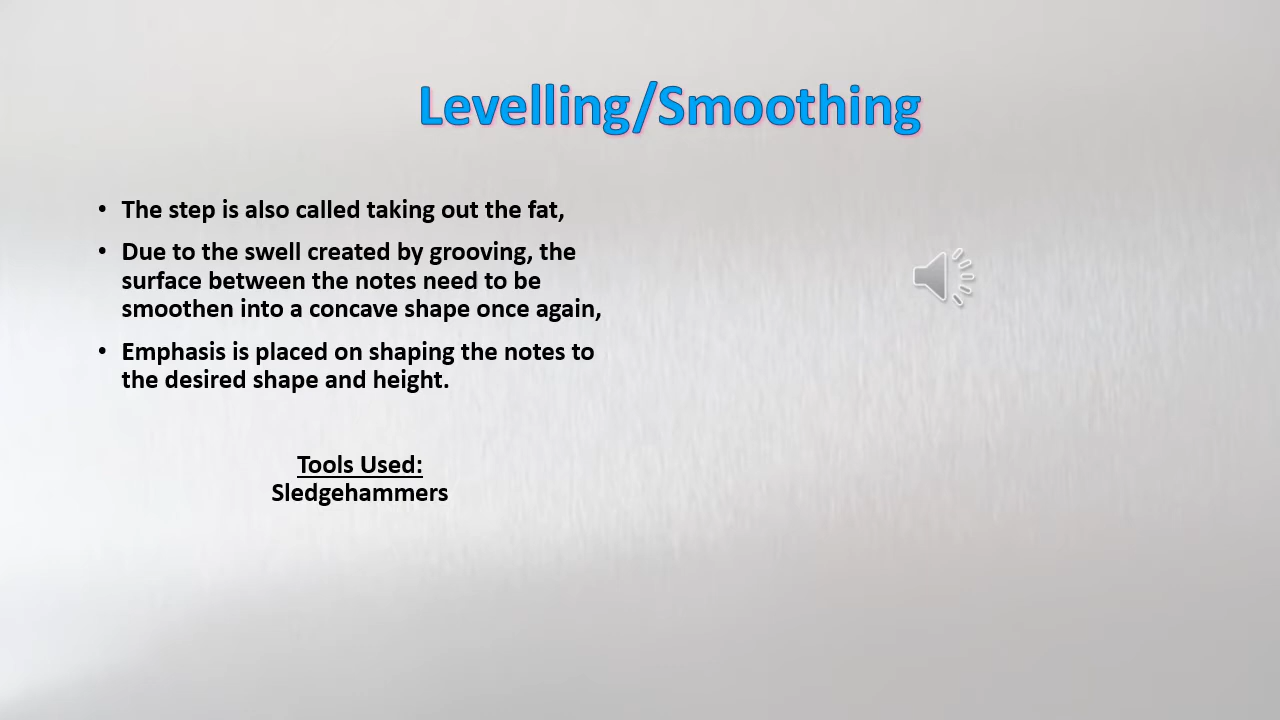 Levelling/Smoothing
• The step is also called taking out the fat,
• Due to the swell created by grooving, the
surface between the notes need to be
smoothen into a concave shape once again,
• Emphasis is placed on shaping the notes to
the desired shape and height.
Tools Used:
Sledgehammers